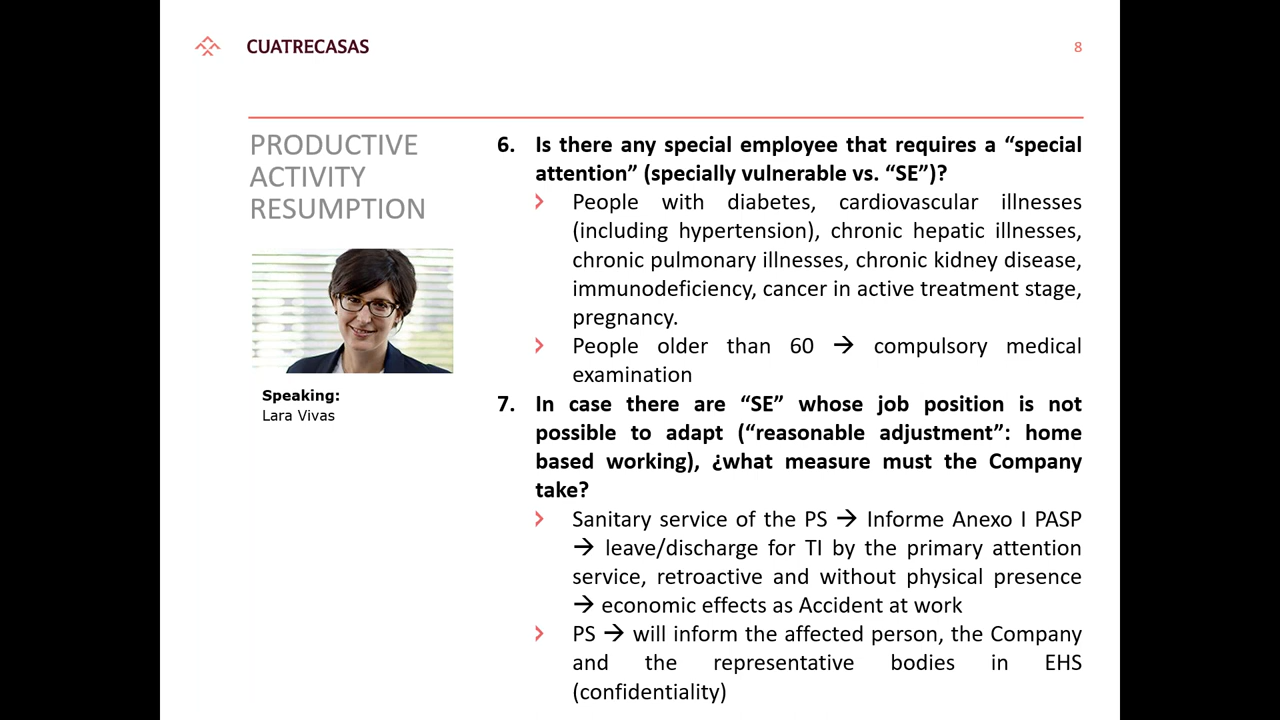 CUATRECASAS
8
PRODUCTIVE
ACTIVITY
RESUMPTION
Speaking:
Lara Vivas
6. Is there any special employee that requires a “special
attention” (specially vulnerable vs. “SE”)?
People with diabetes, cardiovascular illnesses
(including hypertension), chronic hepatic illnesses,
chronic pulmonary illnesses, chronic kidney disease,
immunodeficiency, cancer in active treatment stage,
pregnancy.
People older than 60 → compulsory medical
examination
7. In case there are “SE” whose job position is not
possible to adapt (“reasonable adjustment”: home
based working), ¿what measure must the Company
take?
Sanitary service of the PS → Informe Anexo I PASP
→ leave/discharge for TI by the primary attention
service, retroactive and without physical presence
→ economic effects as Accident at work
PS → will inform the affected person, the Company
and the representative bodies in EHS
(confidentiality)